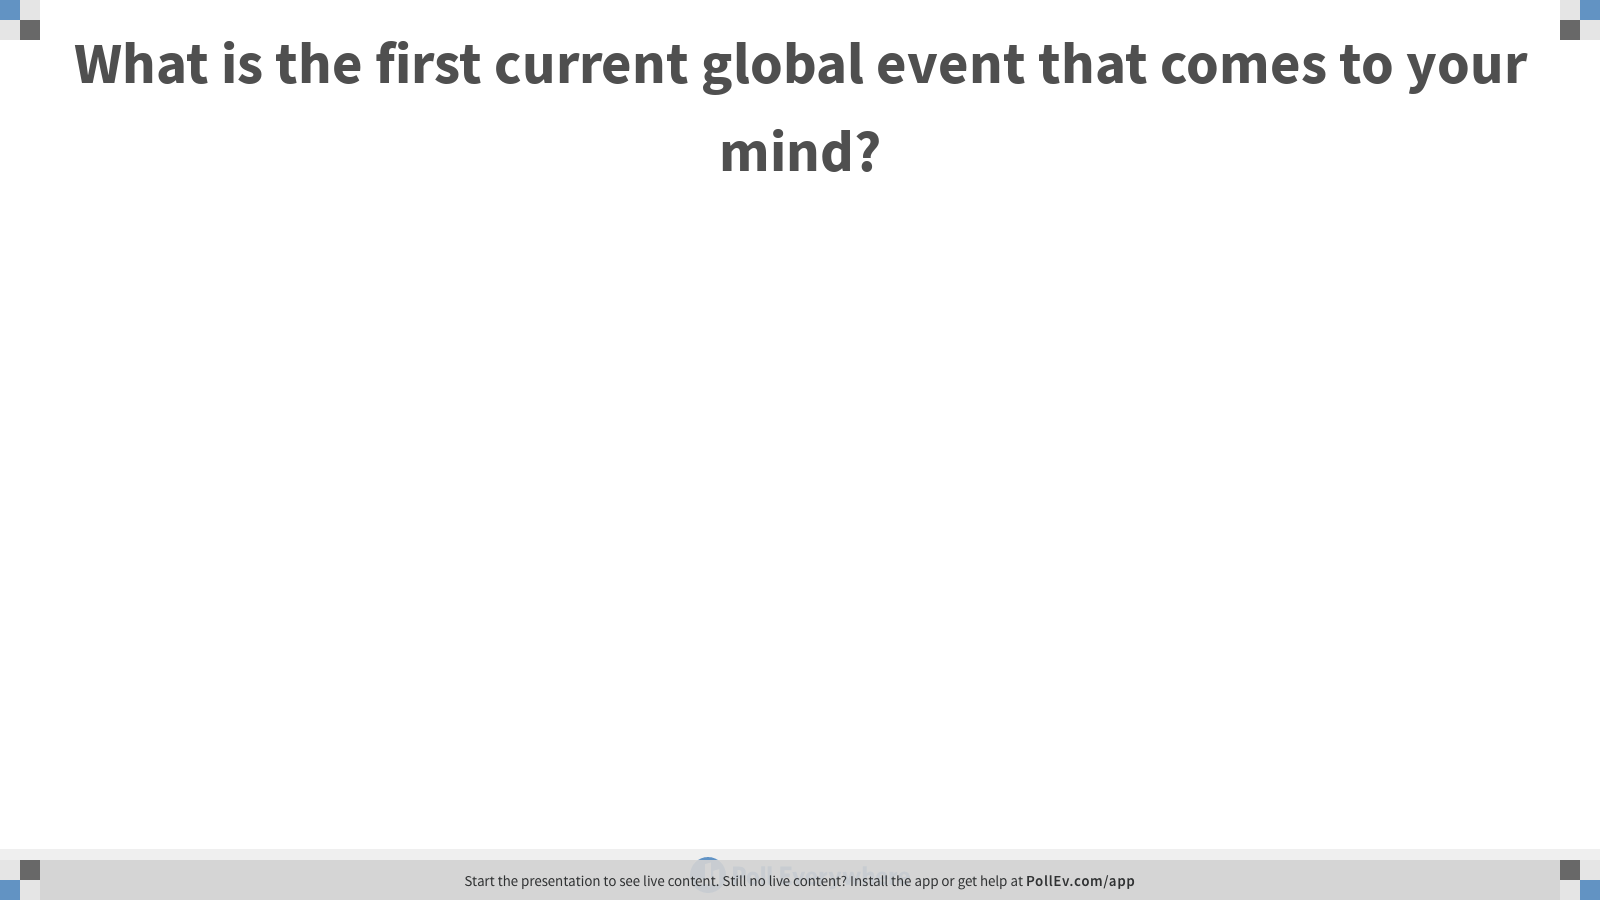 What is the first current global event that comes to your
mind?
Start the presentation to see live content. Still no live content? Install the app or get help at PollEv.com/app